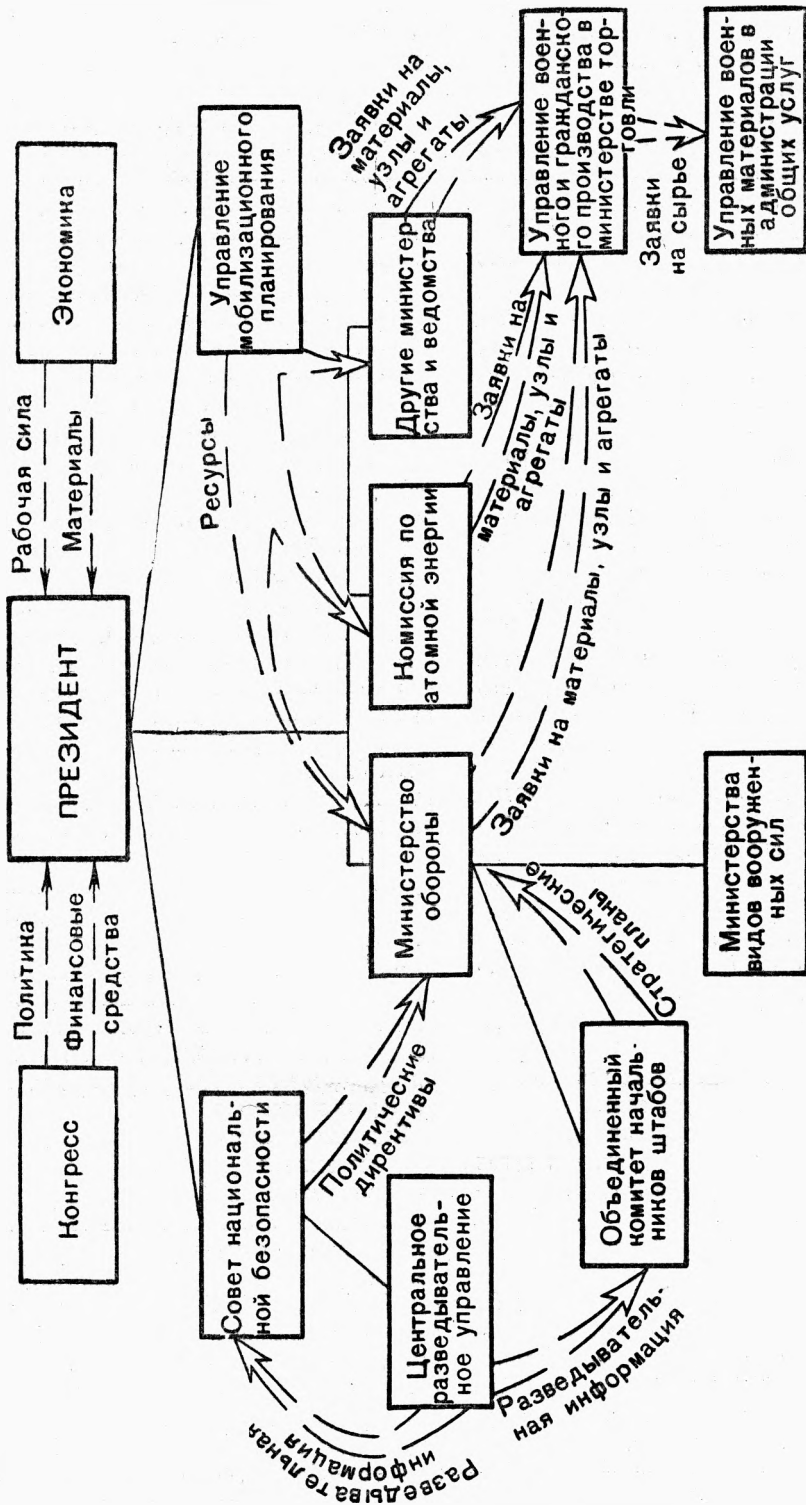 Конгресс
Политика
Финансовые
средства
ПРЕЗИДЕНТ
Рабочая сила
Материалы
Экономика
Совет националь-
ной безопасности
Управление
мобилизационного
планирования
Политические
директивы
Ресурсы
Заявки на
материалы,
узлы и
агрегаты
Центральное
разведыватель-
ное управление
Министерство
обороны
Комиссия по
атомной энергии
Другие министер-
ства и ведомства
Разведывательная
информация
Разведыватель-
ная информация
Стратегические
планы
Заявки на материалы, узлы и агрегаты
Заявки на
материалы, узлы и
агрегаты
Управление воен-
ного и гражданско-
го производства в
министерстве тор-
говли
Объединенный
комитет началь-
ников штабов
Министерства
видов вооружен-
ных сил
Заявки
на сырье
Управление воен-
ных материалов в
администрации
общих услуг